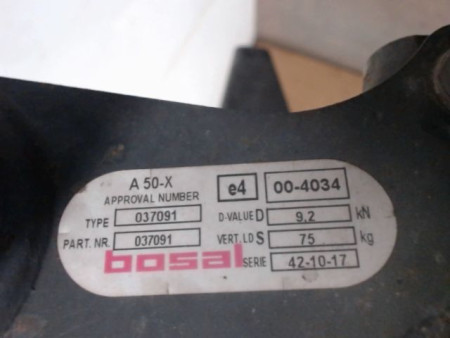 A 50-X e4 00-4034
APPROVAL NUMBER
TYPE 037091 D-VALUE D 9,2 kN
PART. NR. 037091 VERT. LD S 75 kg
bosal SERIE 42-10-17